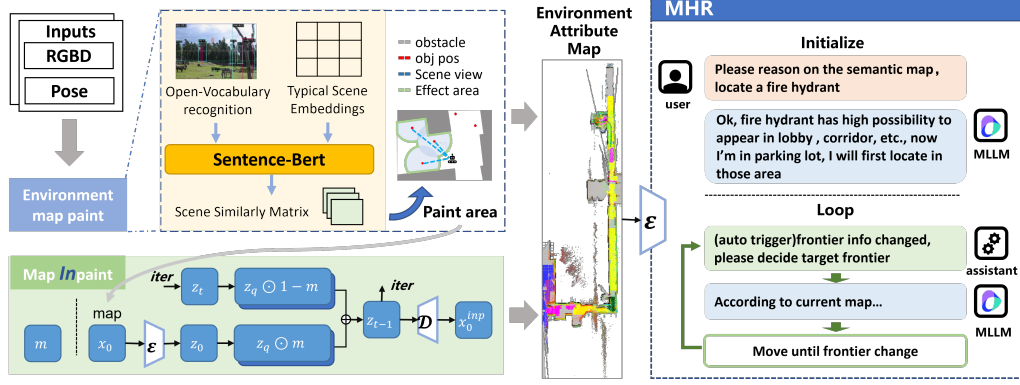 Inputs
RGBD
Pose
Environment
map paint
Open-Vocabulary
recognition
Typical Scene
Embeddings
Sentence-Bert
Scene Similarly Matrix
obstacle
obj pos
Scene view
Effect area
Paint area
Map Inpaint
m
map
x_0
ε
z_0
z_q ⊙ m
iter
z_t
z_q ⊙ 1 − m
⊕
iter
z_{t−1}
D
x_0^{inp}
Environment
Attribute
Map
ε
MHR
Initialize
user
Please reason on the semantic map,
locate a fire hydrant
Ok, fire hydrant has high possibility to
appear in lobby , corridor, etc., now
I'm in parking lot, I will first locate in
those area
MLLM
Loop
(auto trigger)frontier info changed,
please decide target frontier
assistant
According to current map...
MLLM
Move until frontier change